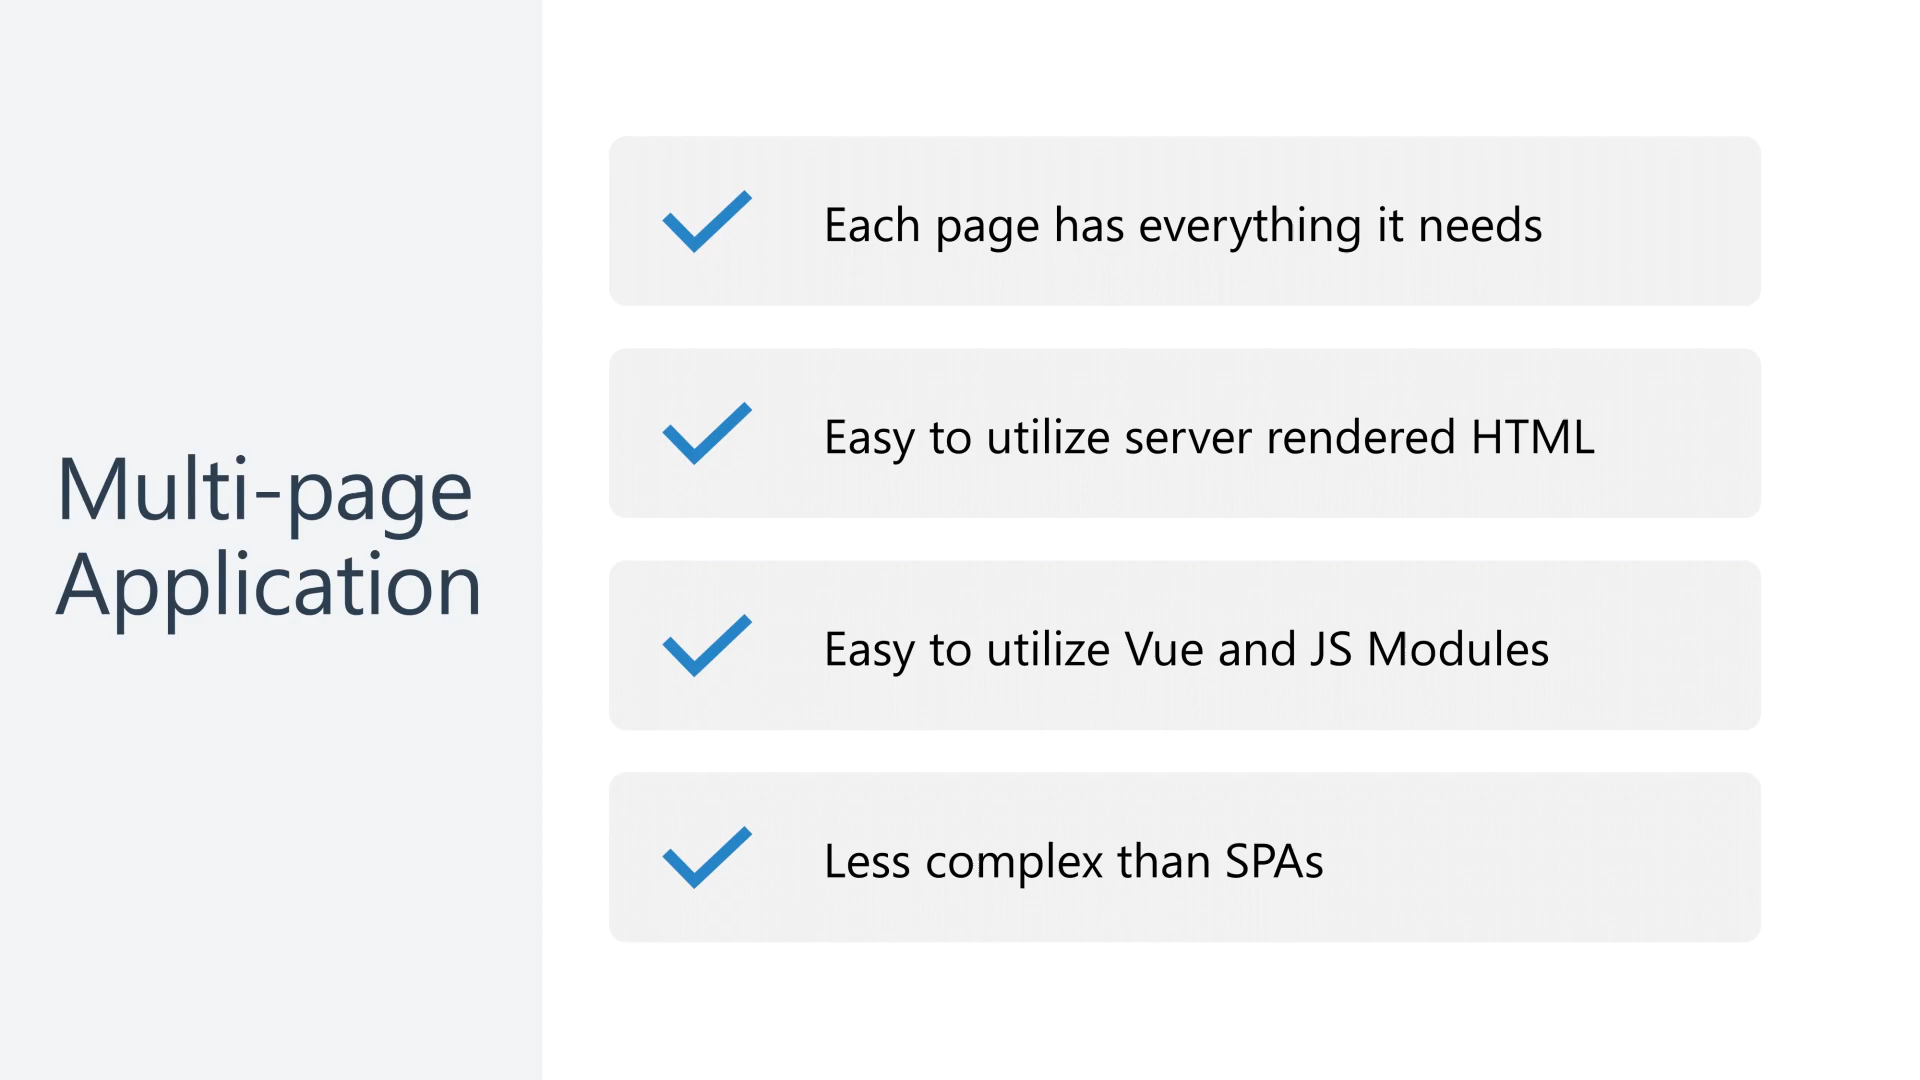 Multi-page
Application
Each page has everything it needs
Easy to utilize server rendered HTML
Easy to utilize Vue and JS Modules
Less complex than SPAs